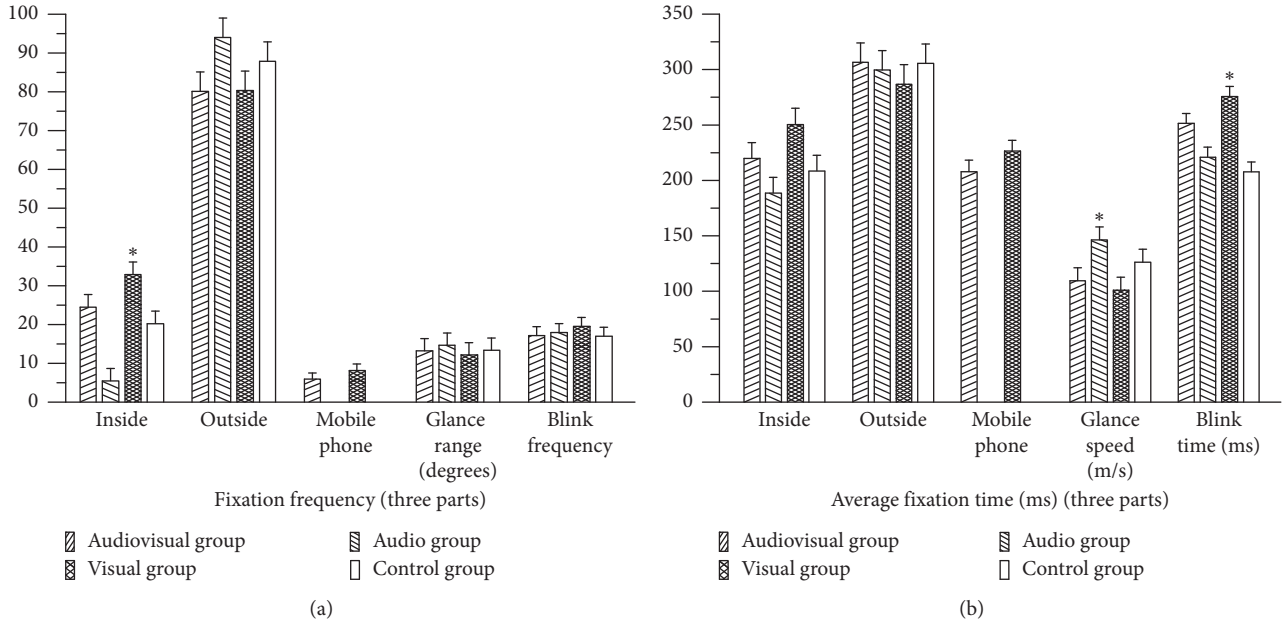 100
90
80
70
60
50
40
30
20
10
0
*
Inside
Outside
Mobile
phone
Glance
range
(degrees)
Blink
frequency
Fixation frequency (three parts)
Audiovisual group
Visual group
Audio group
Control group
(a)
350
300
250
200
150
100
50
0
*
*
Inside
Outside
Mobile
phone
Glance
speed
(m/s)
Blink
time (ms)
Average fixation time (ms) (three parts)
Audiovisual group
Visual group
Audio group
Control group
(b)